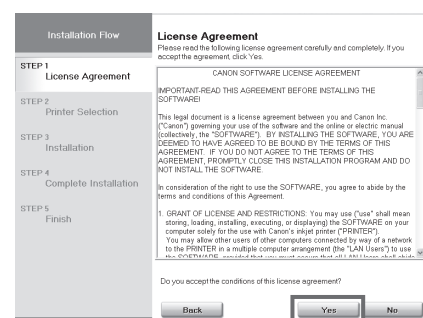 Installation Flow
STEP 1
License Agreement
STEP 2
Printer Selection
STEP 3
Installation
STEP 4
Complete Installation
STEP 5
Finish
License Agreement
Please read the following license agreement carefully and completely. If you
accept the agreement, click Yes.
CANON SOFTWARE LICENSE AGREEMENT
IMPORTANT-READ THIS AGREEMENT BEFORE INSTALLING THE
SOFTWARE!
This legal document is a license agreement between you and Canon Inc.
("Canon") governing your use of the software and the online or electric manual
(collectively, the "SOFTWARE"). BY INSTALLING THE SOFTWARE, YOU ARE
DEEMED TO HAVE AGREED TO BE BOUND BY THE TERMS OF THIS
AGREEMENT. IF YOU DO NOT AGREE TO THE TERMS OF THIS
AGREEMENT, PROMPTLY CLOSE THIS INSTALLATION PROGRAM AND DO
NOT INSTALL THE SOFTWARE.
In consideration of the right to use the SOFTWARE, you agree to abide by the
terms and conditions of this Agreement.
1. GRANT OF LICENSE AND RESTRICTIONS: You may use ("use" shall mean
storing, loading, installing, executing, or displaying) the SOFTWARE on your
computer solely for the use with Canon's inkjet printer ("PRINTER").
You may allow other users of other computers connected by way of a network
to the PRINTER in a multiple computer arrangement (the "LAN Users") to use
the SOFTWARE, provided that you must assure that all LAN Users shall abide
Do you accept the conditions of this license agreement?
Back
Yes
No